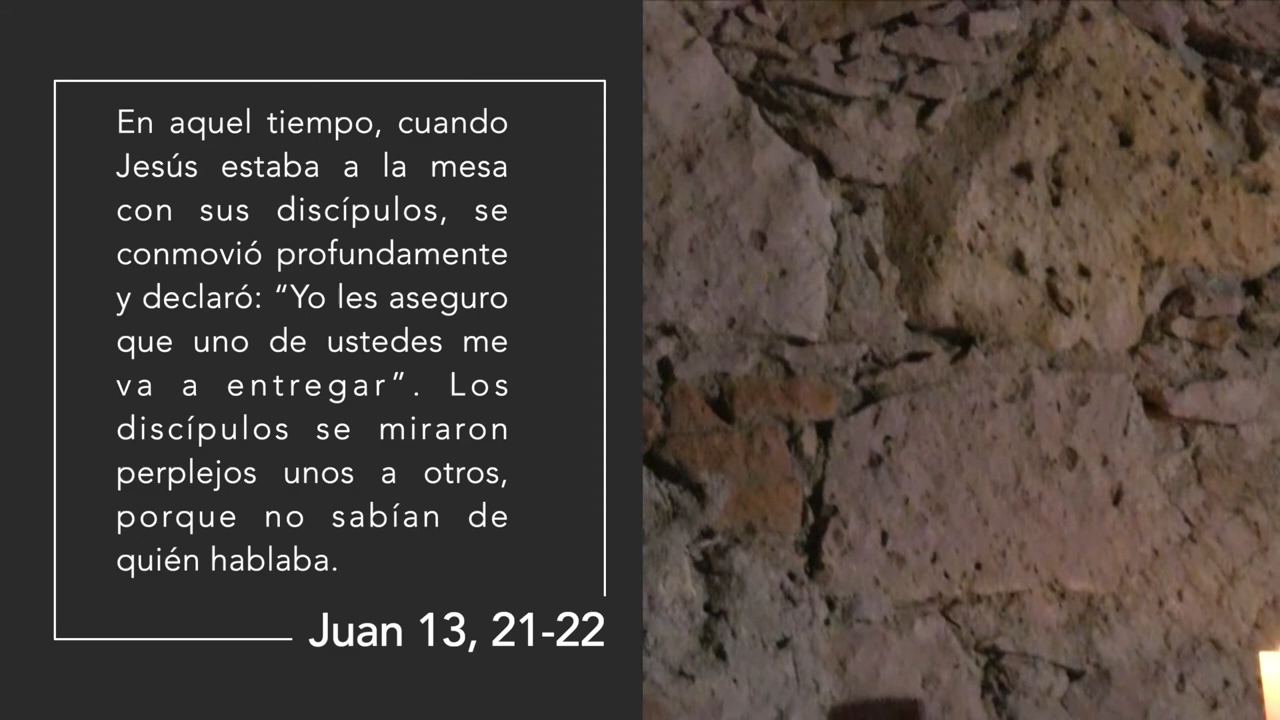 En aquel tiempo, cuando
Jesús estaba a la mesa
con sus discípulos, se
conmovió profundamente
y declaró: “Yo les aseguro
que uno de ustedes me
va a entregar”. Los
discípulos se miraron
perplejos unos a otros,
porque no sabían de
quién hablaba.
Juan 13, 21-22